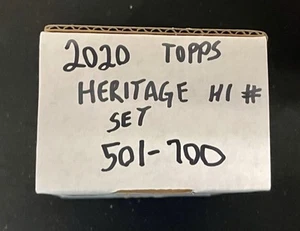 2020 TOPPS
HERITAGE HI #
SET
501-700